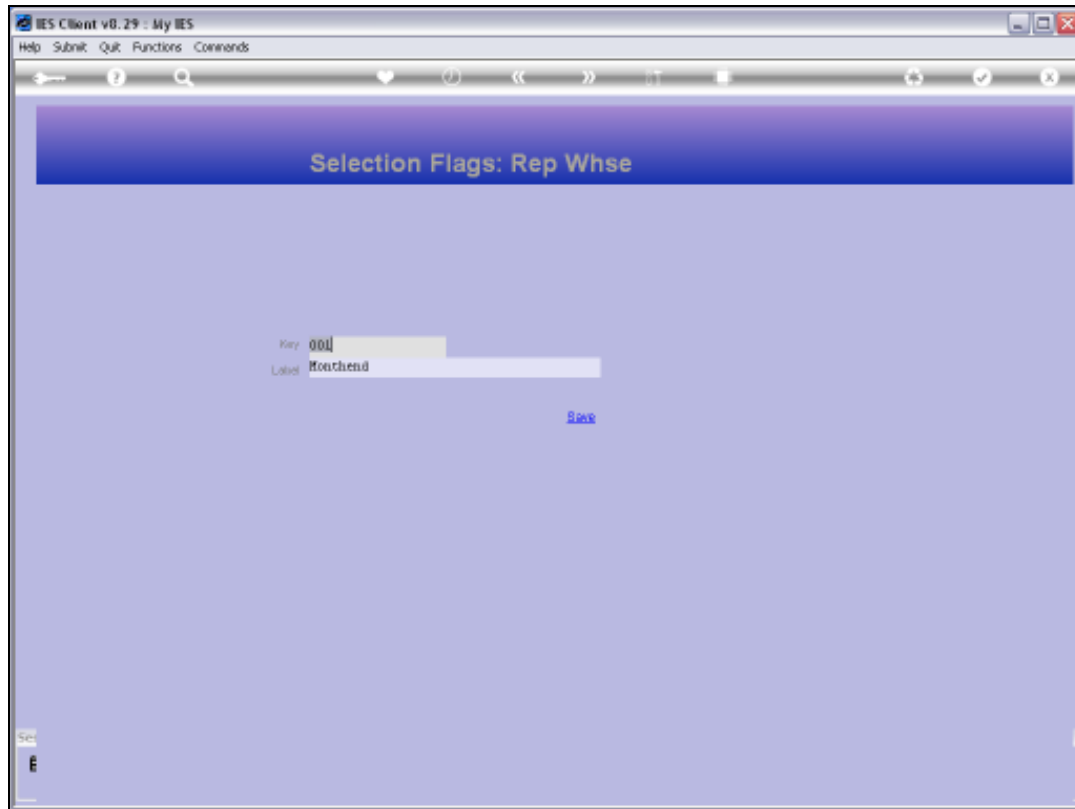 IES Client v8.29 : My IES
Help Submit Quit Functions Commands
Selection Flags: Rep Whse
Key 001
Label Monthend
Save